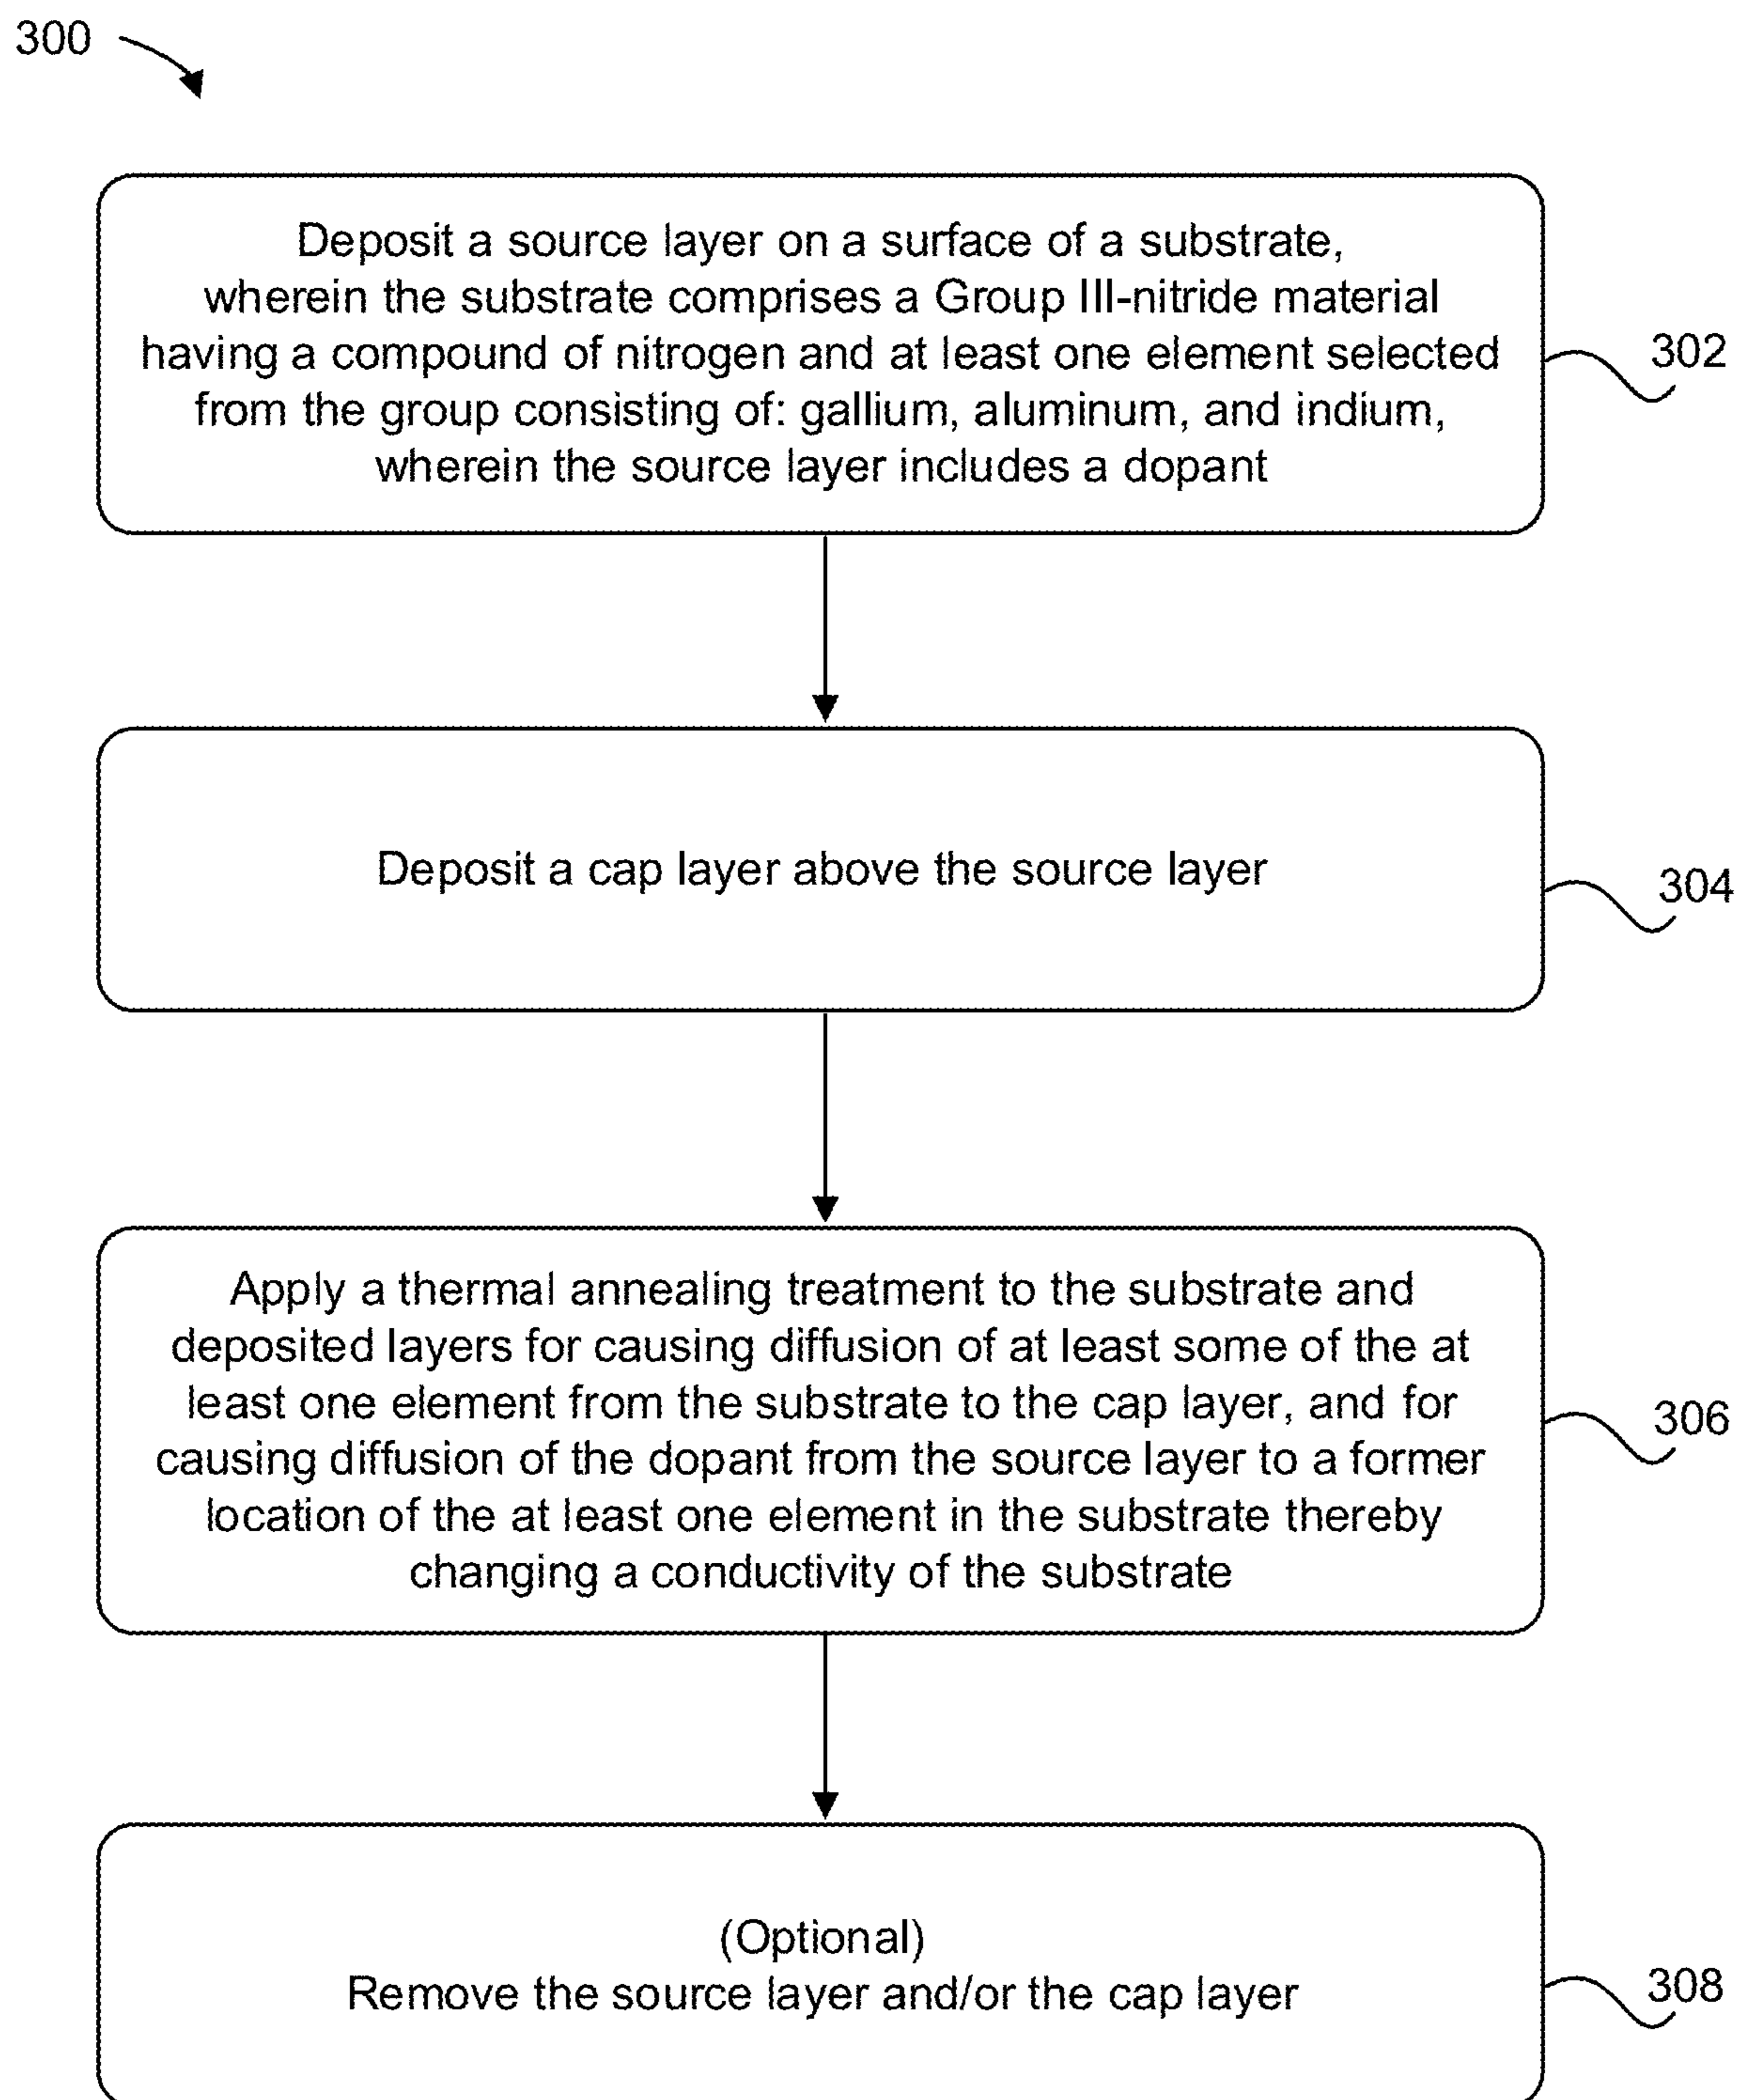 300
Deposit a source layer on a surface of a substrate,
wherein the substrate comprises a Group III-nitride material
having a compound of nitrogen and at least one element selected
from the group consisting of: gallium, aluminum, and indium,
wherein the source layer includes a dopant
302
Deposit a cap layer above the source layer
304
Apply a thermal annealing treatment to the substrate and
deposited layers for causing diffusion of at least some of the at
least one element from the substrate to the cap layer, and for
causing diffusion of the dopant from the source layer to a former
location of the at least one element in the substrate thereby
changing a conductivity of the substrate
306
(Optional)
Remove the source layer and/or the cap layer
308